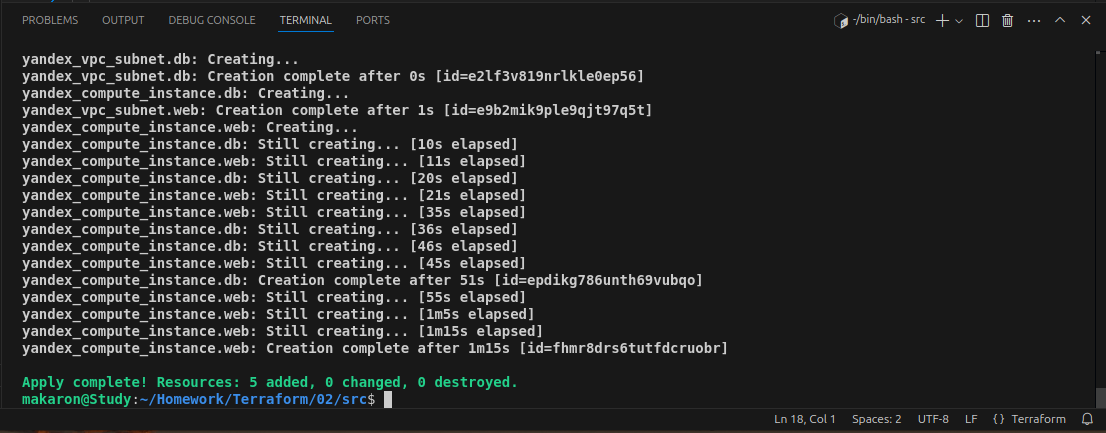 PROBLEMS OUTPUT DEBUG CONSOLE TERMINAL PORTS ~/bin/bash - src
yandex_vpc_subnet.db: Creating...
yandex_vpc_subnet.db: Creation complete after 0s [id=e2lf3v819nrlkle0ep56]
yandex_compute_instance.db: Creating...
yandex_vpc_subnet.web: Creation complete after 1s [id=e9b2mik9ple9qjt97q5t]
yandex_compute_instance.web: Creating...
yandex_compute_instance.db: Still creating... [10s elapsed]
yandex_compute_instance.web: Still creating... [11s elapsed]
yandex_compute_instance.db: Still creating... [20s elapsed]
yandex_compute_instance.web: Still creating... [21s elapsed]
yandex_compute_instance.web: Still creating... [35s elapsed]
yandex_compute_instance.db: Still creating... [36s elapsed]
yandex_compute_instance.db: Still creating... [46s elapsed]
yandex_compute_instance.web: Still creating... [45s elapsed]
yandex_compute_instance.db: Creation complete after 51s [id=epdikg786unth69vubqo]
yandex_compute_instance.web: Still creating... [55s elapsed]
yandex_compute_instance.web: Still creating... [1m5s elapsed]
yandex_compute_instance.web: Still creating... [1m15s elapsed]
yandex_compute_instance.web: Creation complete after 1m15s [id=fhmr8drs6tutfdcruobr]
Apply complete! Resources: 5 added, 0 changed, 0 destroyed.
makaron@Study:~/Homework/Terraform/02/src$
Ln 18, Col 1 Spaces: 2 UTF-8 LF {} Terraform